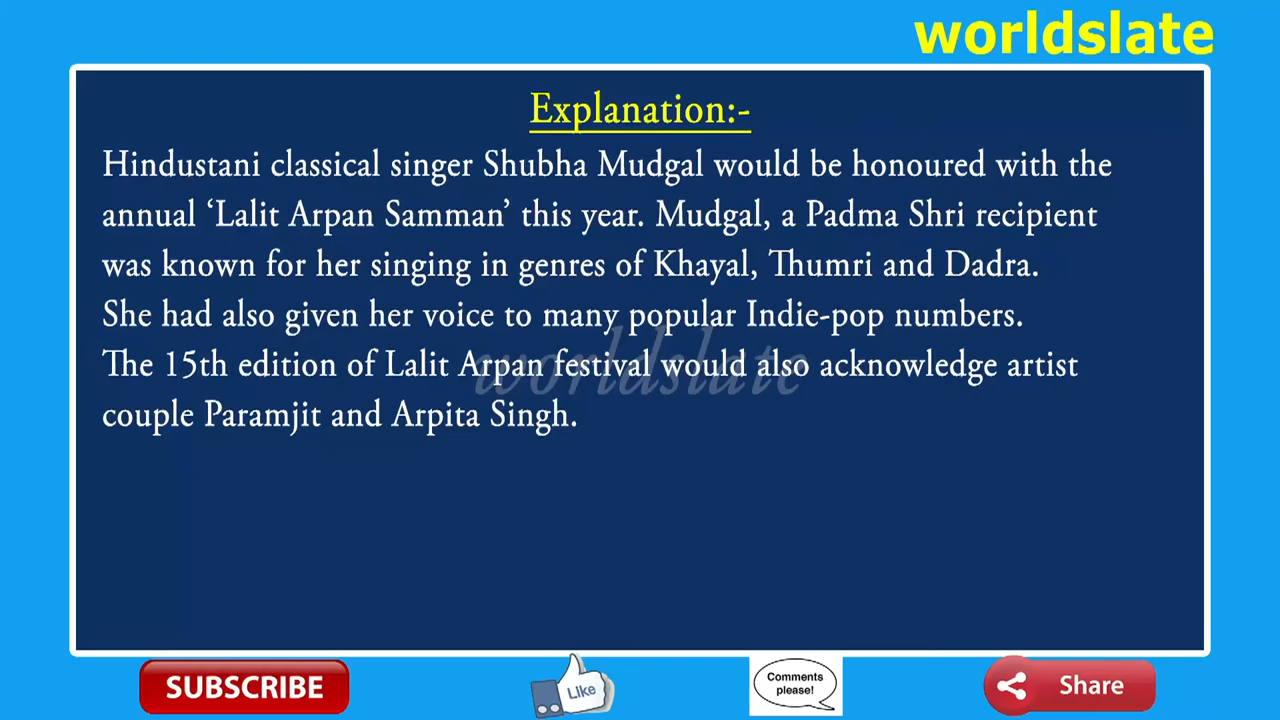 worldslate
Explanation:-
Hindustani classical singer Shubha Mudgal would be honoured with the
annual ‘Lalit Arpan Samman’ this year. Mudgal, a Padma Shri recipient
was known for her singing in genres of Khayal, Thumri and Dadra.
She had also given her voice to many popular Indie-pop numbers.
The 15th edition of Lalit Arpan festival would also acknowledge artist
worldslate
couple Paramjit and Arpita Singh.
SUBSCRIBE
Like
Comments
please!
Share